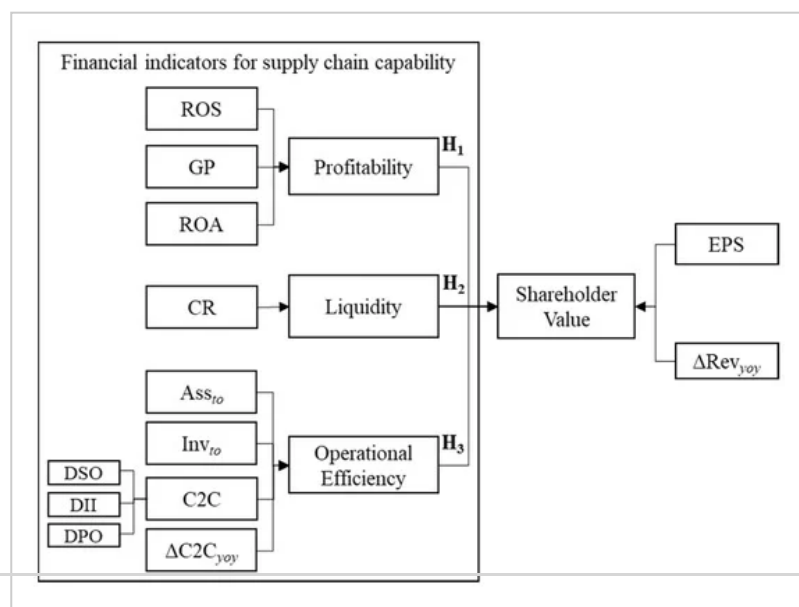 Financial indicators for supply chain capability
ROS
GP
ROA
Profitability
H₁
CR
Liquidity
H₂
Shareholder
Value
EPS
ΔRevyoy
Assto
Invto
C2C
ΔC2Cyoy
DSO
DII
DPO
Operational
Efficiency
H₃